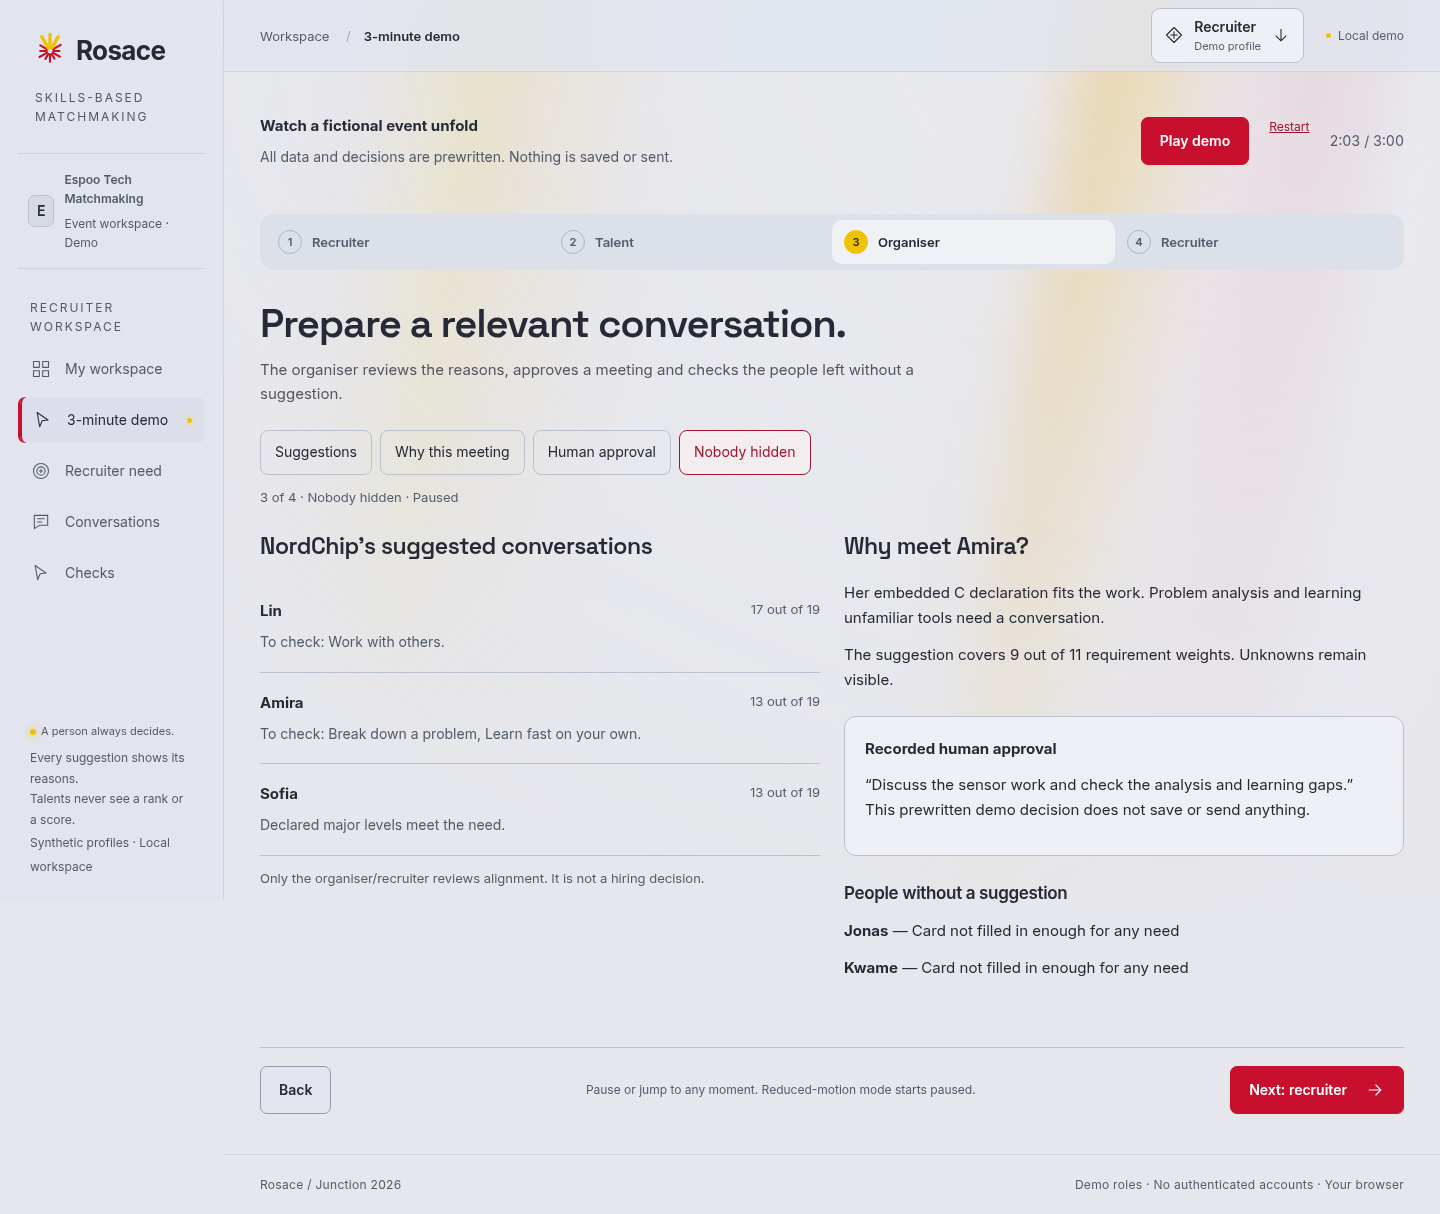 Rosace
SKILLS-BASED
MATCHMAKING
E
Espoo Tech
Matchmaking
Event workspace ·
Demo
RECRUITER
WORKSPACE
My workspace
3-minute demo
Recruiter need
Conversations
Checks
A person always decides.
Every suggestion shows its
reasons.
Talents never see a rank or
a score.
Synthetic profiles · Local
workspace
Workspace / 3-minute demo
Recruiter
Demo profile
Local demo
Watch a fictional event unfold
All data and decisions are prewritten. Nothing is saved or sent.
Play demo
Restart
2:03 / 3:00
1 Recruiter
2 Talent
3 Organiser
4 Recruiter
Prepare a relevant conversation.
The organiser reviews the reasons, approves a meeting and checks the people left without a
suggestion.
Suggestions
Why this meeting
Human approval
Nobody hidden
3 of 4 · Nobody hidden · Paused
NordChip’s suggested conversations
Lin 17 out of 19
To check: Work with others.
Amira 13 out of 19
To check: Break down a problem, Learn fast on your own.
Sofia 13 out of 19
Declared major levels meet the need.
Only the organiser/recruiter reviews alignment. It is not a hiring decision.
Why meet Amira?
Her embedded C declaration fits the work. Problem analysis and learning
unfamiliar tools need a conversation.
The suggestion covers 9 out of 11 requirement weights. Unknowns remain
visible.
Recorded human approval
“Discuss the sensor work and check the analysis and learning gaps.”
This prewritten demo decision does not save or send anything.
People without a suggestion
Jonas — Card not filled in enough for any need
Kwame — Card not filled in enough for any need
Back
Pause or jump to any moment. Reduced-motion mode starts paused.
Next: recruiter
Rosace / Junction 2026
Demo roles · No authenticated accounts · Your browser